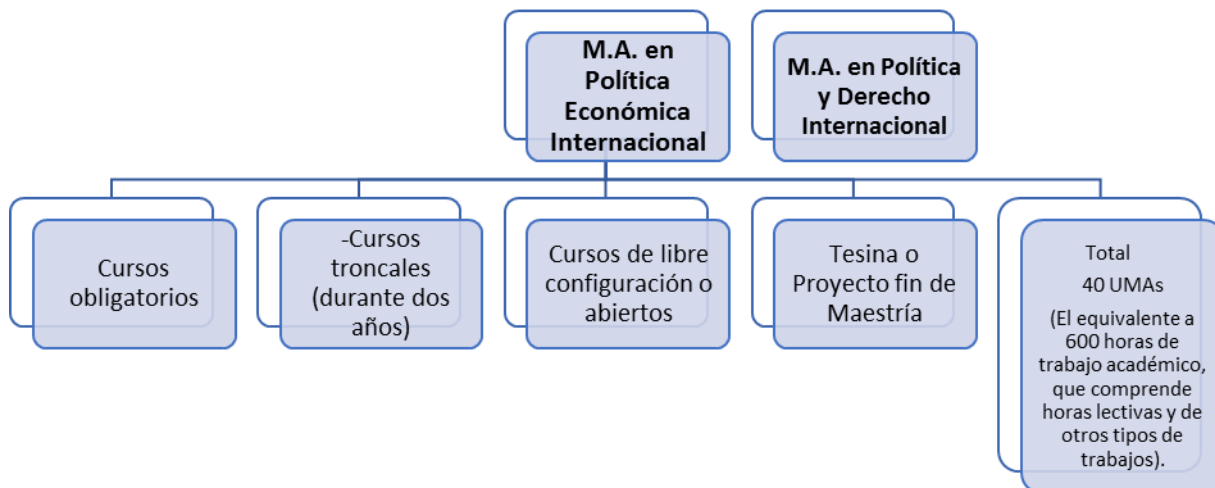 M.A. en
Política
Económica
Internacional
M.A. en Política
y Derecho
Internacional
Cursos
obligatorios
-Cursos
troncales
(durante dos
años)
Cursos de libre
configuración o
abiertos
Tesina o
Proyecto fin de
Maestría
Total
40 UMAs
(El equivalente a
600 horas de
trabajo académico,
que comprende
horas lectivas y de
otros tipos de
trabajos).